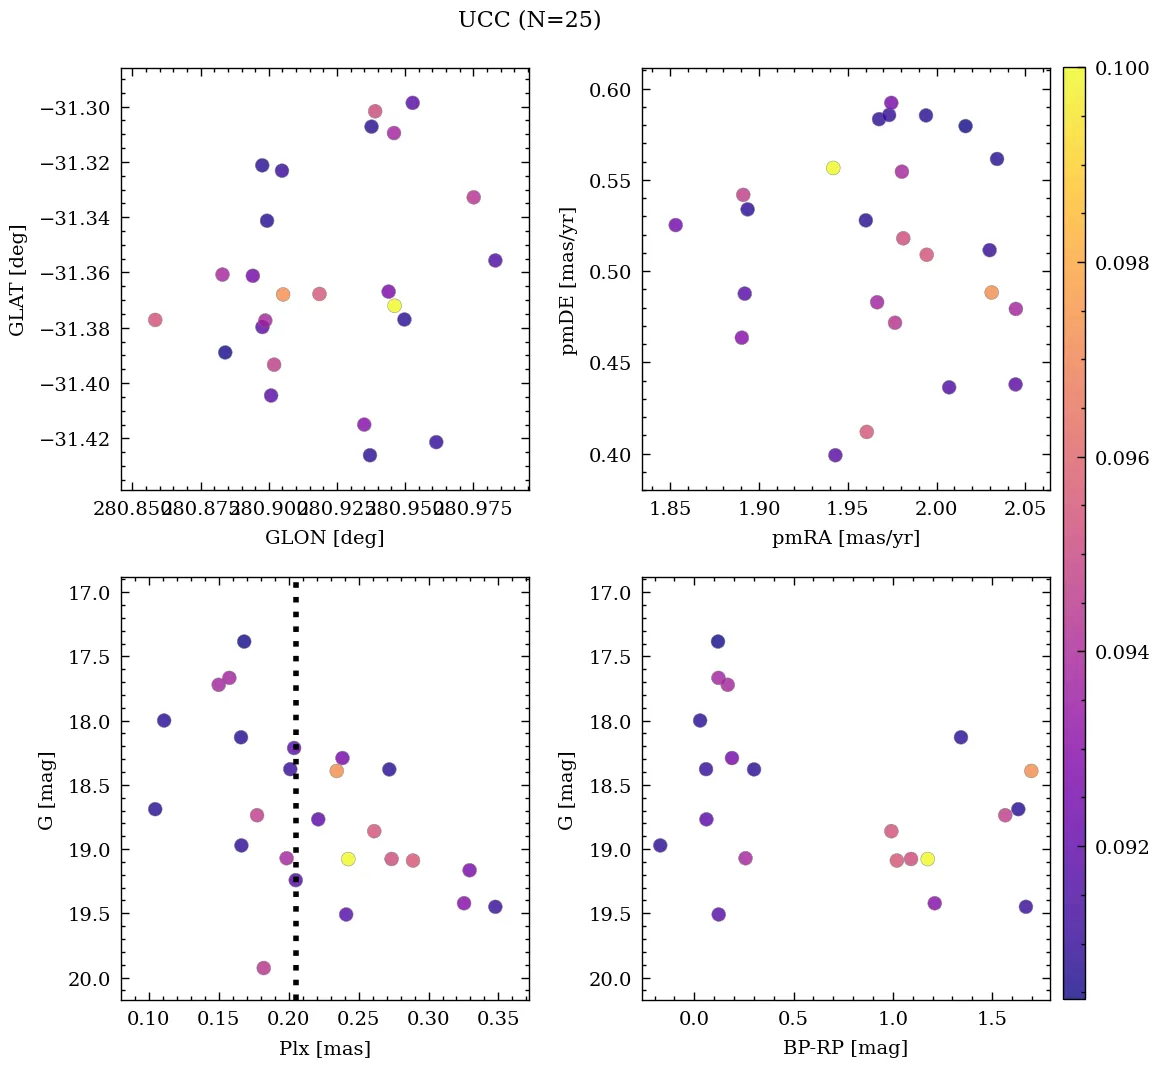 UCC (N=25)
−31.30
−31.32
−31.34
−31.36
−31.38
−31.40
−31.42
GLAT [deg]
280.850 280.875 280.900 280.925 280.950 280.975
GLON [deg]
0.60
0.55
0.50
0.45
0.40
pmDE [mas/yr]
1.85 1.90 1.95 2.00 2.05
pmRA [mas/yr]
17.0
17.5
18.0
18.5
19.0
19.5
20.0
G [mag]
0.10 0.15 0.20 0.25 0.30 0.35
Plx [mas]
17.0
17.5
18.0
18.5
19.0
19.5
20.0
G [mag]
0.0 0.5 1.0 1.5
BP-RP [mag]
0.100
0.098
0.096
0.094
0.092